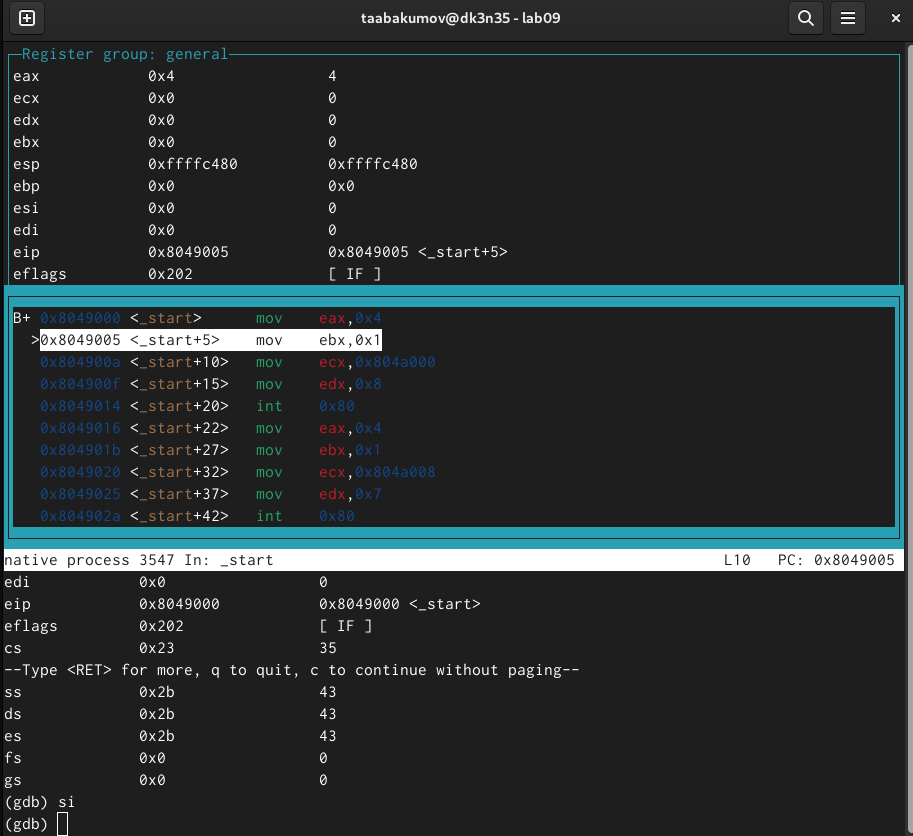 taabakumov@dk3n35 - lab09
Register group: general
eax 0x4 4
ecx 0x0 0
edx 0x0 0
ebx 0x0 0
esp 0xffffc480 0xffffc480
ebp 0x0 0x0
esi 0x0 0
edi 0x0 0
eip 0x8049005 0x8049005 <_start+5>
eflags 0x202 [ IF ]
B+ 0x8049000 <_start> mov eax,0x4
>0x8049005 <_start+5> mov ebx,0x1
0x804900a <_start+10> mov ecx,0x804a000
0x804900f <_start+15> mov edx,0x8
0x8049014 <_start+20> int 0x80
0x8049016 <_start+22> mov eax,0x4
0x804901b <_start+27> mov ebx,0x1
0x8049020 <_start+32> mov ecx,0x804a008
0x8049025 <_start+37> mov edx,0x7
0x804902a <_start+42> int 0x80
native process 3547 In: _start L10 PC: 0x8049005
edi 0x0 0
eip 0x8049000 0x8049000 <_start>
eflags 0x202 [ IF ]
cs 0x23 35
--Type <RET> for more, q to quit, c to continue without paging--
ss 0x2b 43
ds 0x2b 43
es 0x2b 43
fs 0x0 0
gs 0x0 0
(gdb) si
(gdb)